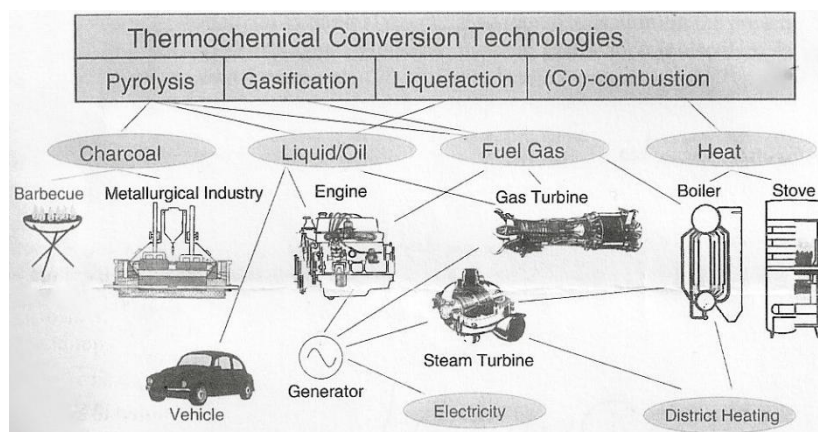 Thermochemical Conversion Technologies
Pyrolysis Gasification Liquefaction (Co)-combustion
Charcoal Liquid/Oil Fuel Gas Heat
Barbecue Metallurgical Industry Engine Gas Turbine Boiler Stove
Steam Turbine
Vehicle Generator Electricity District Heating